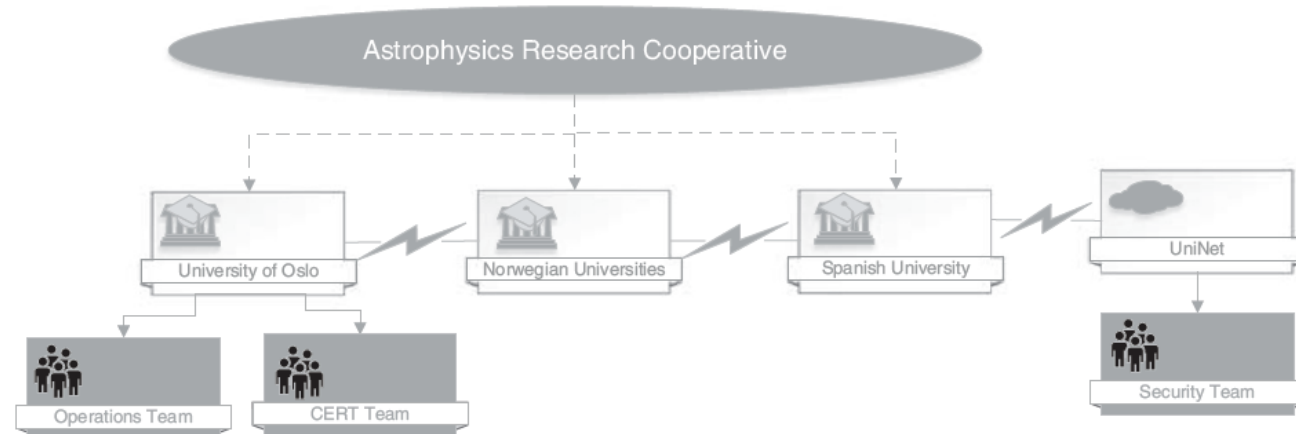 Astrophysics Research Cooperative
University of Oslo
Norwegian Universities
Spanish University
UniNet
Operations Team
CERT Team
Security Team